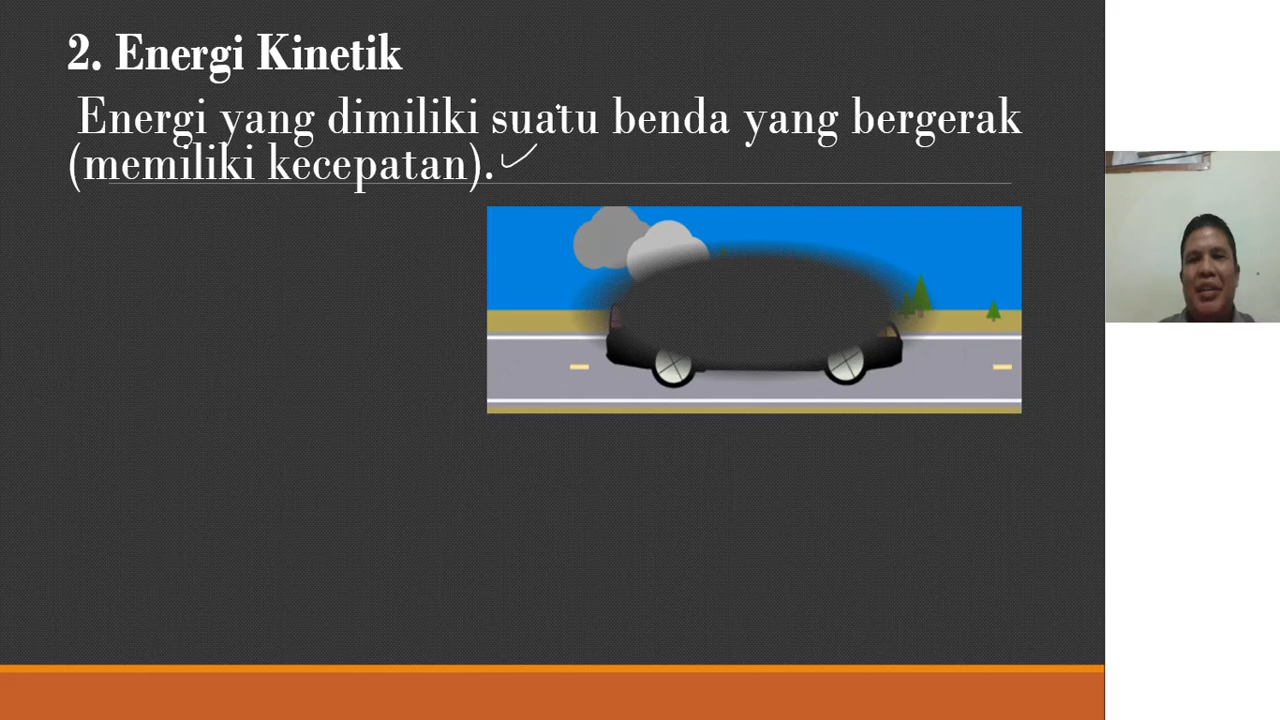 2. Energi Kinetik
Energi yang dimiliki suatu benda yang bergerak
(memiliki kecepatan).